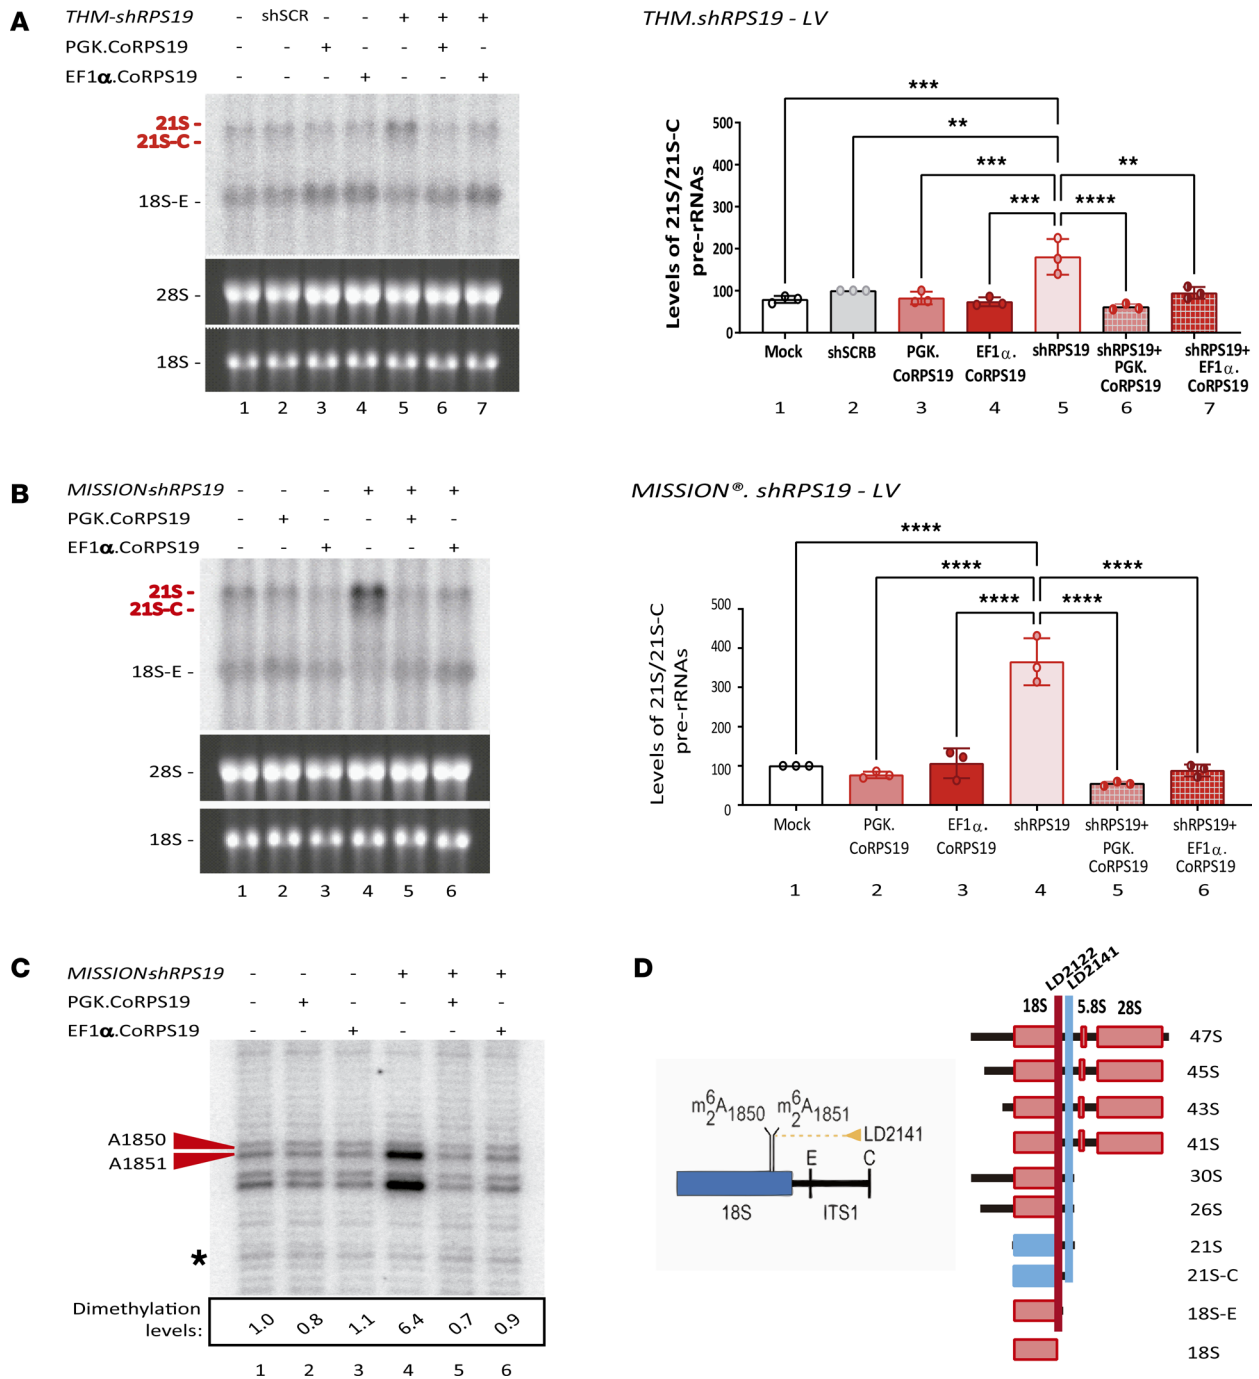 A
THM-shRPS19 - shSCR - - + + +
PGK.CoRPS19 - - + - - + -
EF1α.CoRPS19 - - - + - - +
21S -
21S-C -
18S-E -
28S -
18S -
1 2 3 4 5 6 7
THM.shRPS19 - LV
Levels of 21S/21S-C
pre-rRNAs
500
400
300
200
100
0
***
**
*** **
*** ****
Mock shSCRB PGK. EF1α. shRPS19 shRPS19+ shRPS19+
CoRPS19 CoRPS19 PGK. EF1α.
CoRPS19 CoRPS19
1 2 3 4 5 6 7
B
MISSION-shRPS19 - - - + + +
PGK.CoRPS19 - + - - + -
EF1α.CoRPS19 - - + - - +
21S -
21S-C -
18S-E -
28S -
18S -
1 2 3 4 5 6
MISSION®. shRPS19 - LV
Levels of 21S/21S-C
pre-rRNAs
500
400
300
200
100
0
****
**** ****
**** ****
Mock PGK. EF1α. shRPS19 shRPS19+ shRPS19+
CoRPS19 CoRPS19 PGK. EF1α.
CoRPS19 CoRPS19
1 2 3 4 5 6
C
MISSION-shRPS19 - - - + + +
PGK.CoRPS19 - + - - + -
EF1α.CoRPS19 - - + - - +
A1850
A1851
*
Dimethylation
levels: 1.0 0.8 1.1 6.4 0.7 0.9
1 2 3 4 5 6
D
m⁶₂A₁₈₅₀ m⁶₂A₁₈₅₁
LD2141
E C
18S ITS1
LD2122
LD2141
18S 5.8S 28S
47S
45S
43S
41S
30S
26S
21S
21S-C
18S-E
18S